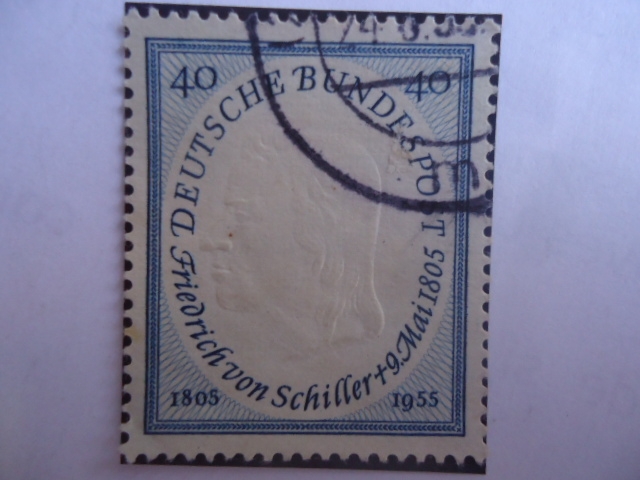 40 40
DEUTSCHE BUNDESPOST
Friedrich von Schiller † 9. Mai 1805
1805 1955